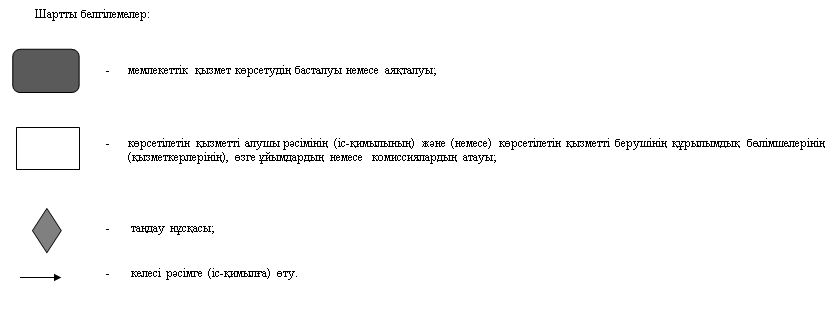 Шартты белгілемелер:
- мемлекеттік қызмет көрсетудің басталуы немесе аяқталуы;
- көрсетілетін қызметті алушы рәсімінің (іс-қимылының) және (немесе) көрсетілетін қызметті берушінің құрылымдық бөлімшелерінің
(қызметкерлерінің), өзге ұйымдардың немесе комиссиялардың атауы;
- таңдау нұсқасы;
- келесі рәсімге (іс-қимылға) өту.